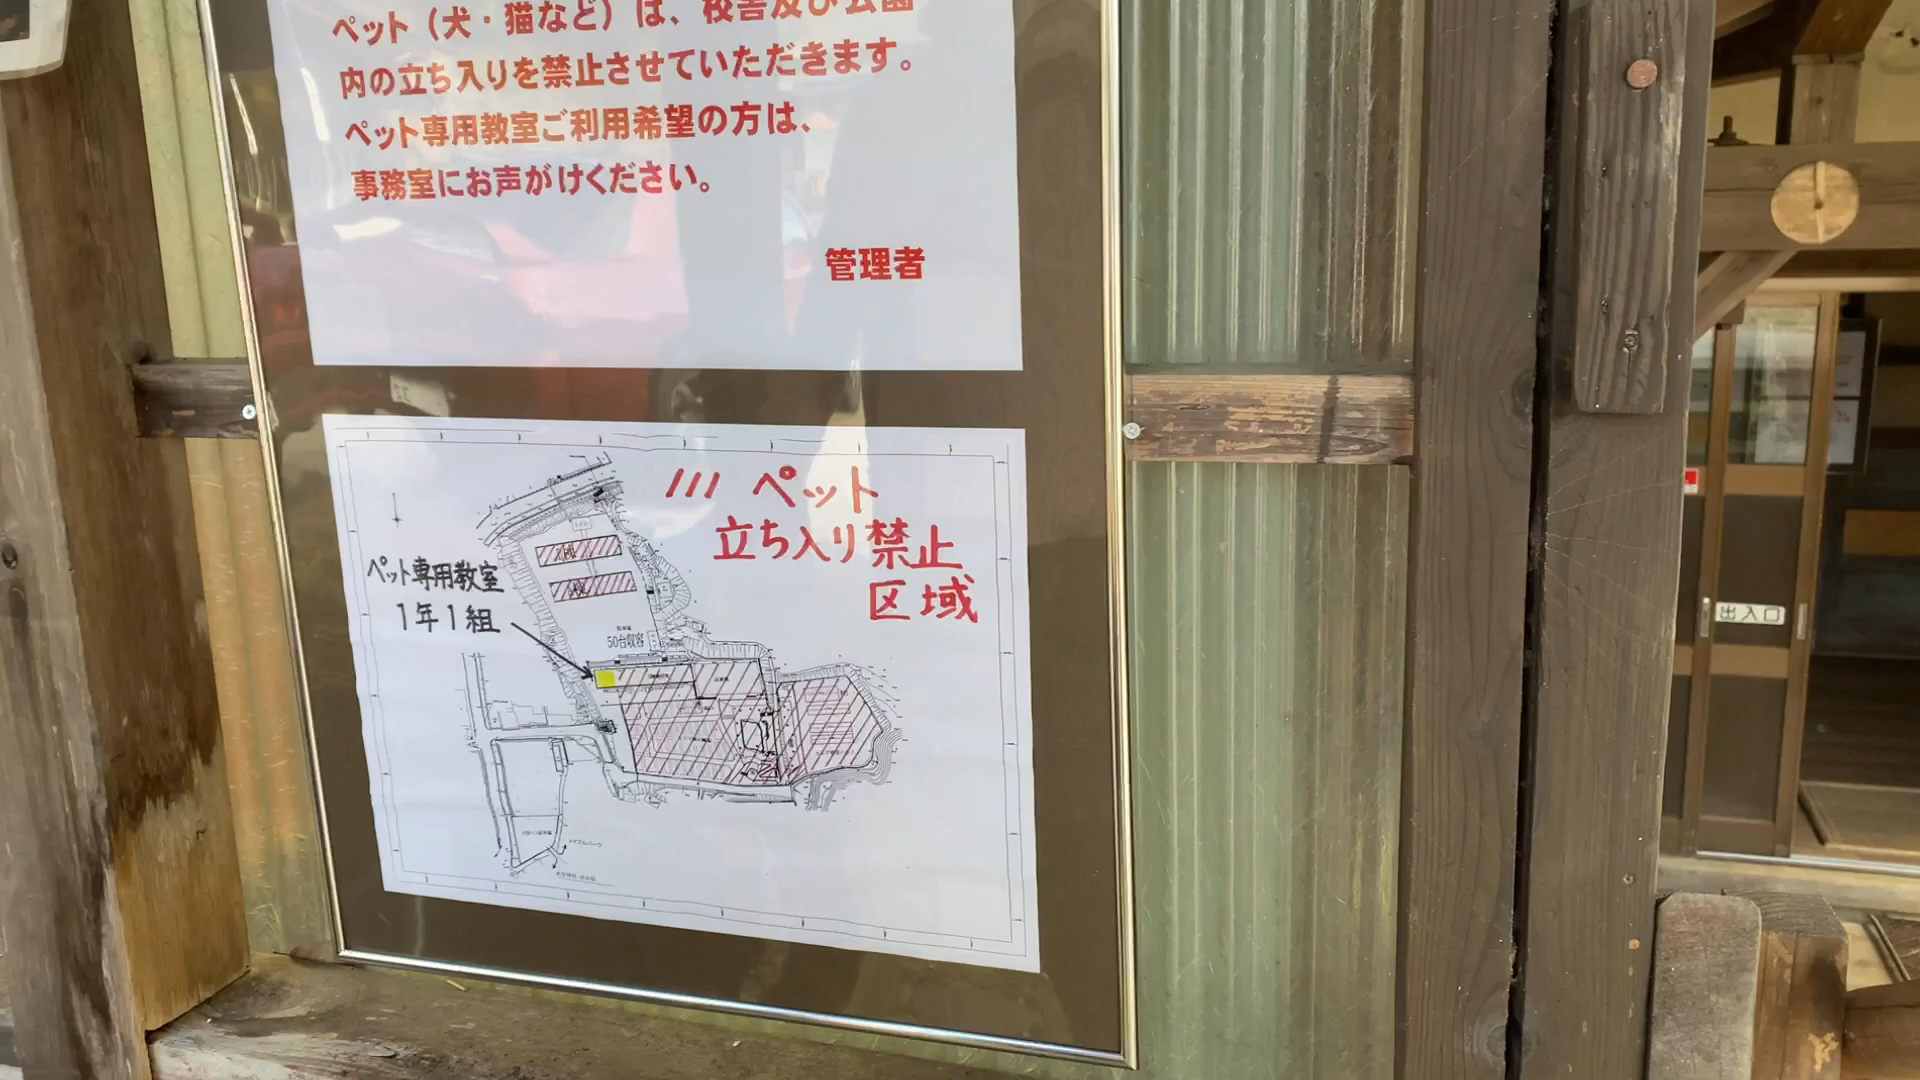 ペット（犬・猫など）は、校舎及び公園
内の立ち入りを禁止させていただきます。
ペット専用教室ご利用希望の方は、
事務室にお声がけください。
管理者
/// ペット
立ち入り禁止
区域
ペット専用教室
1年1組
50台収容
出入口